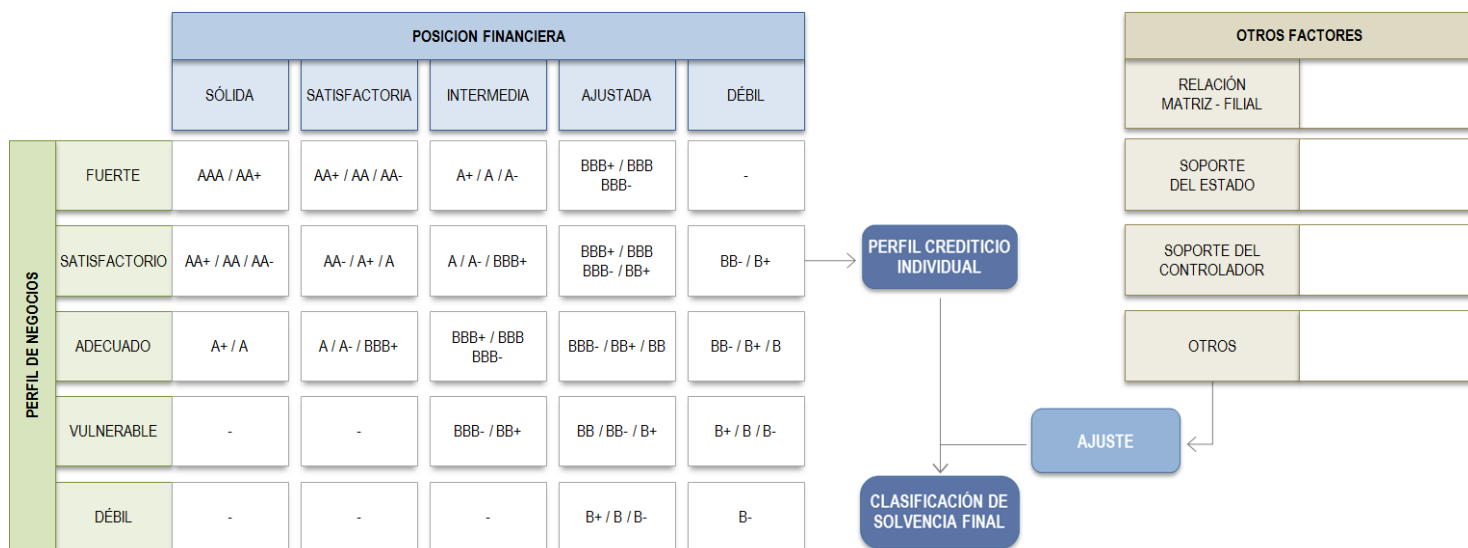 POSICION FINANCIERA
SÓLIDA
SATISFACTORIA
INTERMEDIA
AJUSTADA
DÉBIL
PERFIL DE NEGOCIOS
FUERTE
AAA / AA+
AA+ / AA / AA-
A+ / A / A-
BBB+ / BBB
BBB-
-
SATISFACTORIO
AA+ / AA / AA-
AA- / A+ / A
A / A- / BBB+
BBB+ / BBB
BBB- / BB+
BB- / B+
ADECUADO
A+ / A
A / A- / BBB+
BBB+ / BBB
BBB-
BBB- / BB+ / BB
BB- / B+ / B
VULNERABLE
-
-
BBB- / BB+
BB / BB- / B+
B+ / B / B-
DÉBIL
-
-
-
B+ / B / B-
B-
PERFIL CREDITICIO
INDIVIDUAL
CLASIFICACIÓN DE
SOLVENCIA FINAL
AJUSTE
OTROS FACTORES
RELACIÓN
MATRIZ - FILIAL
SOPORTE
DEL ESTADO
SOPORTE DEL
CONTROLADOR
OTROS